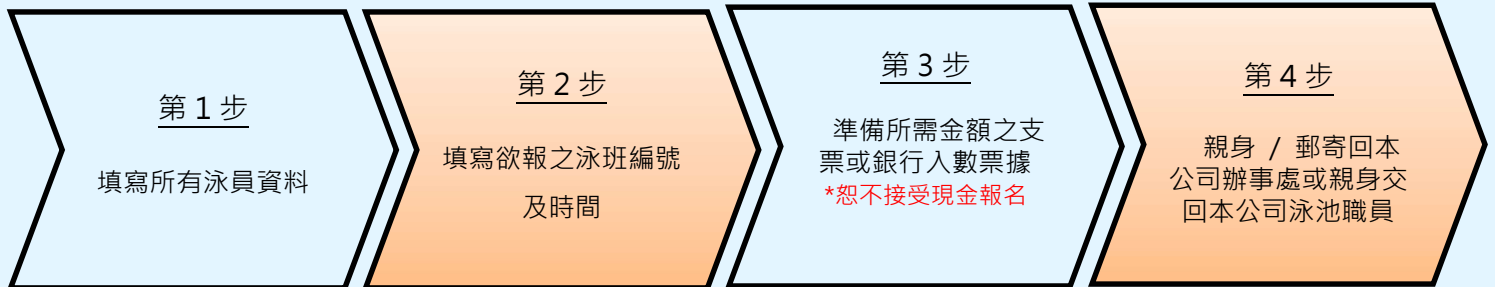 第 1 步
填寫所有泳員資料
第 2 步
填寫欲報之泳班編號
及時間
第 3 步
準備所需金額之支
票或銀行入數票據
*恕不接受現金報名
第 4 步
親身 / 郵寄回本
公司辦事處或親身交
回本公司泳池職員